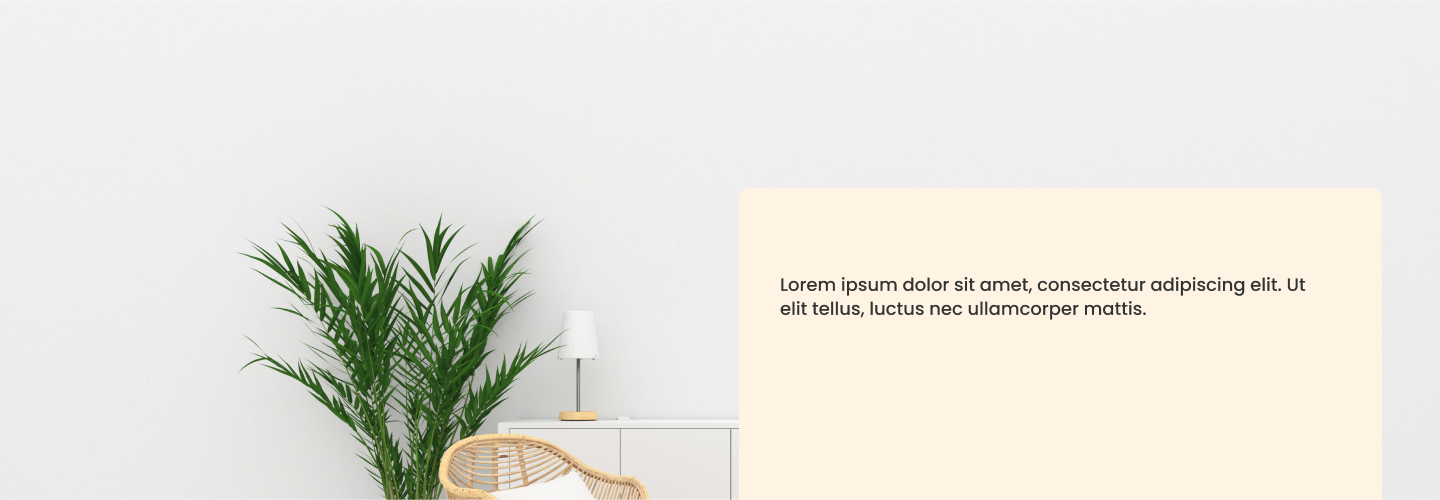 Lorem ipsum dolor sit amet, consectetur adipiscing elit. Ut
elit tellus, luctus nec ullamcorper mattis.